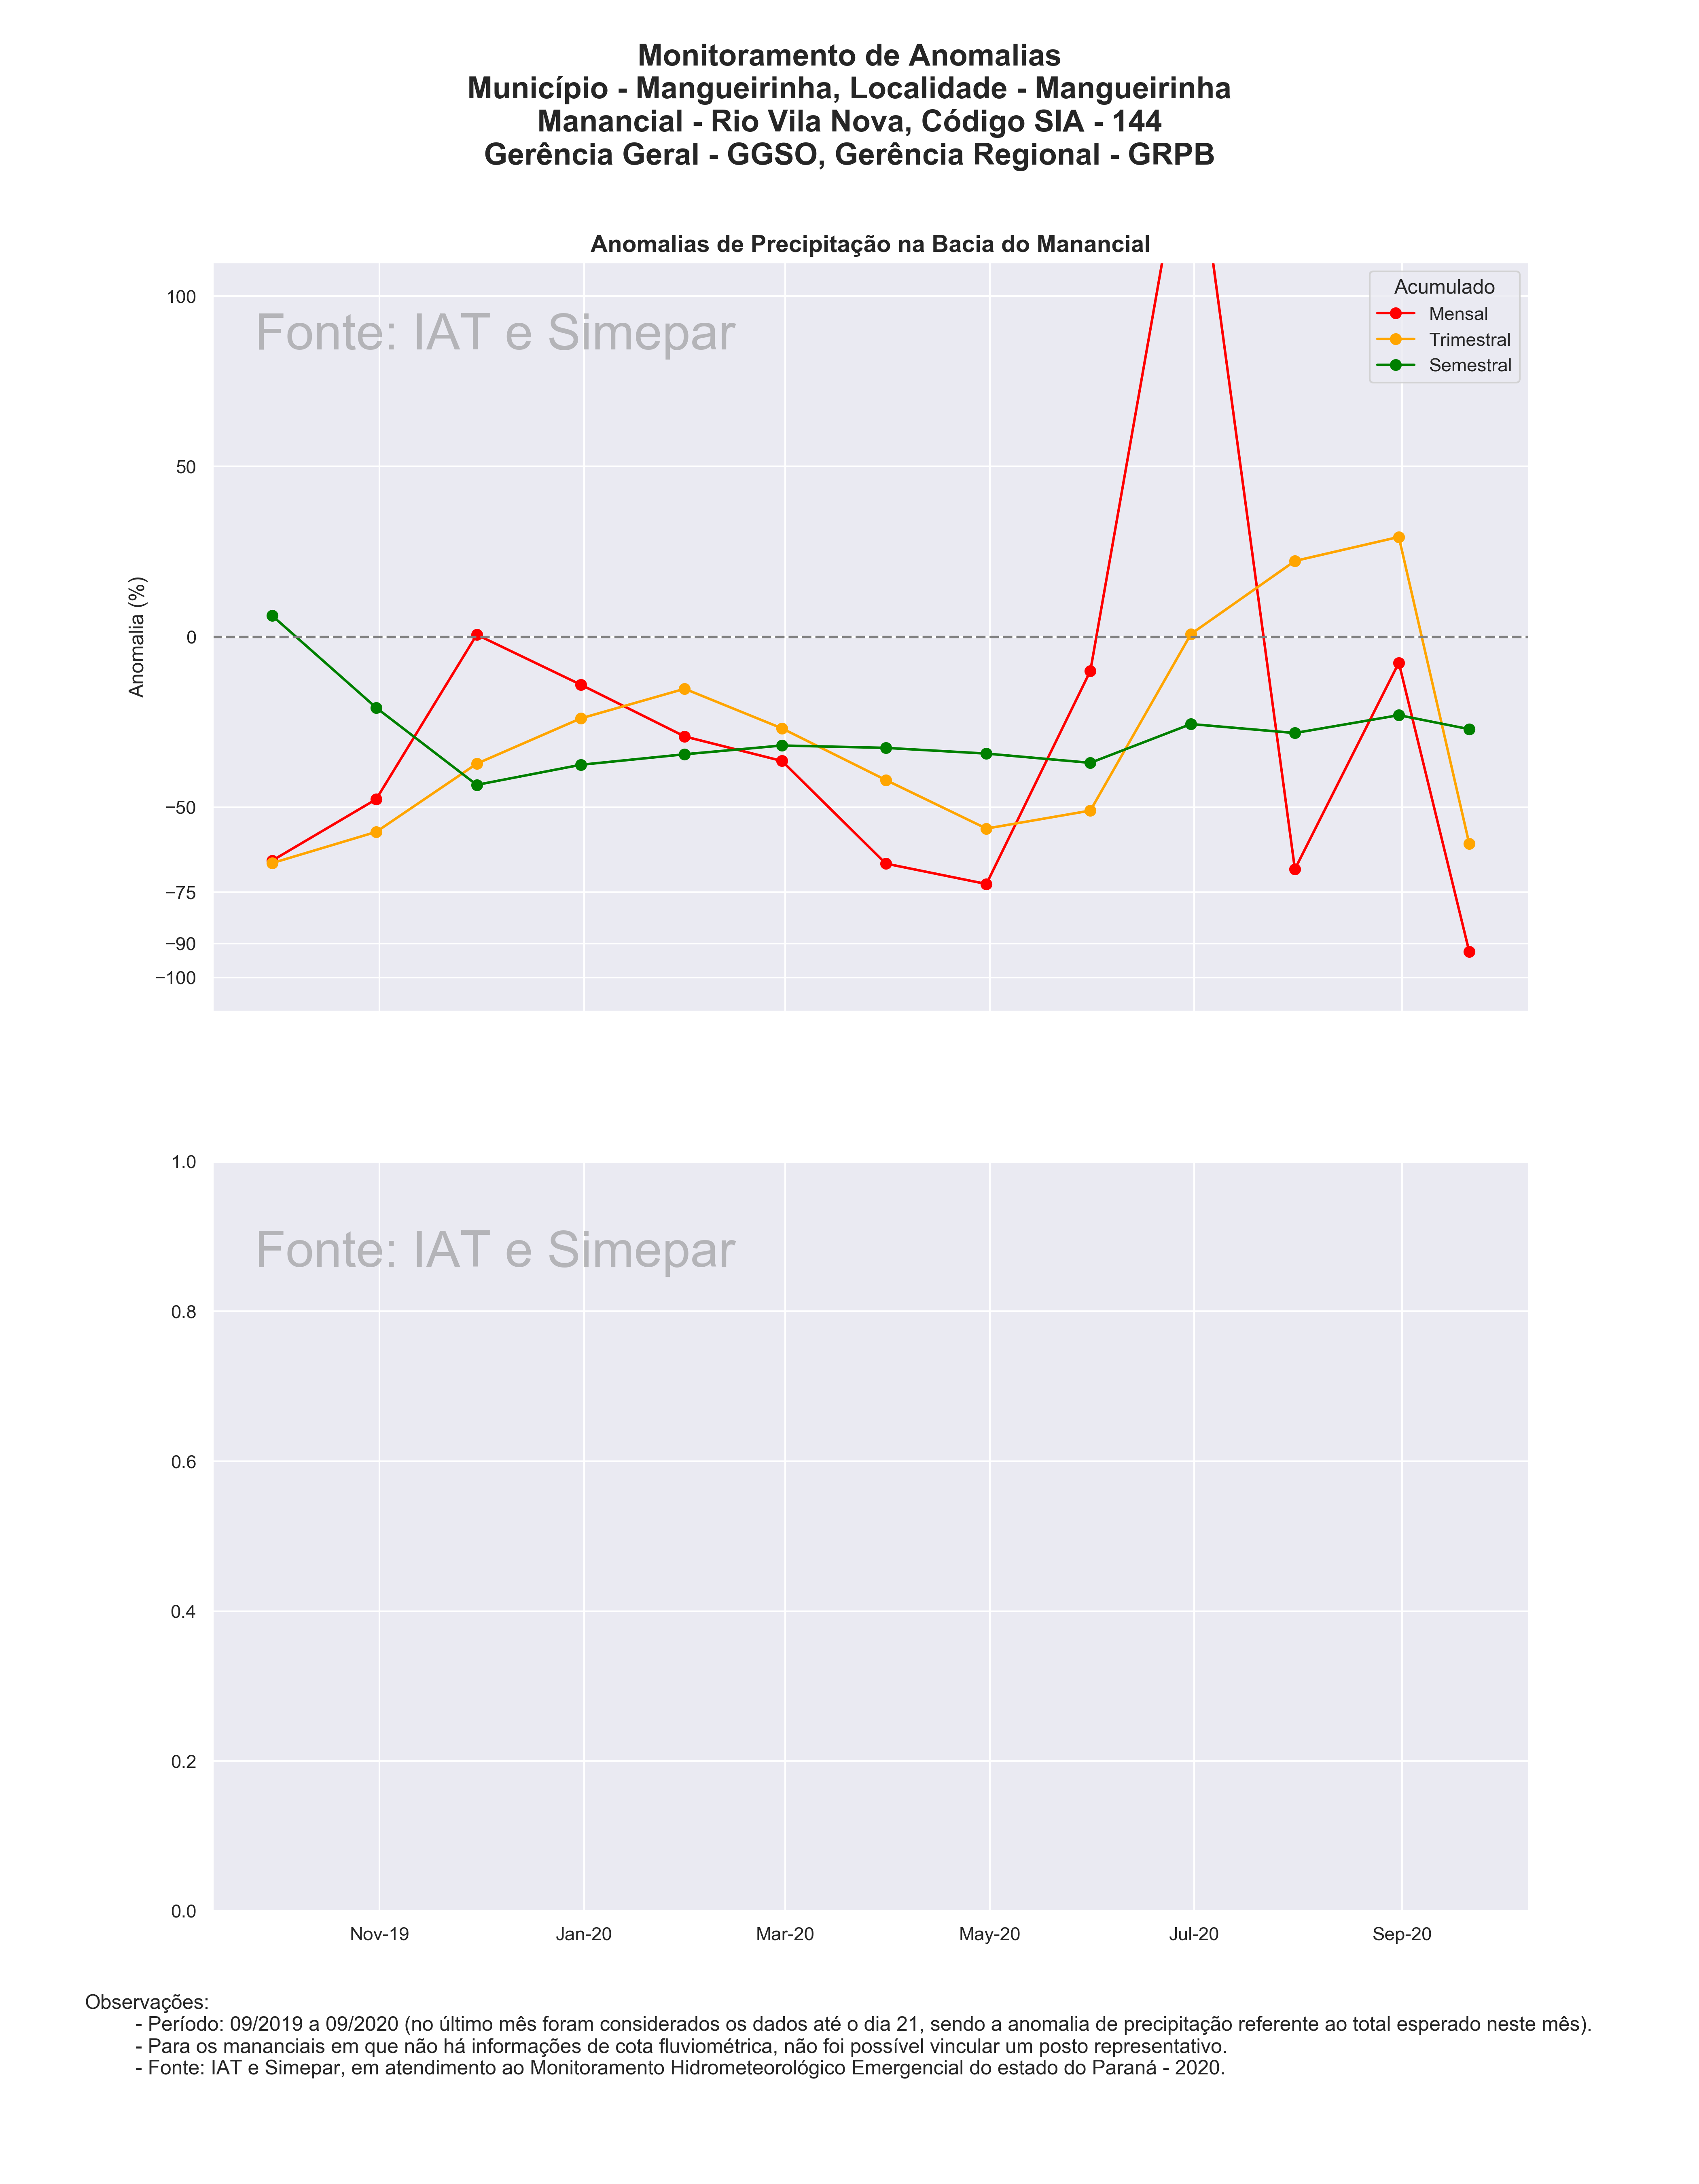 Monitoramento de Anomalias
Município - Mangueirinha, Localidade - Mangueirinha
Manancial - Rio Vila Nova, Código SIA - 144
Gerência Geral - GGSO, Gerência Regional - GRPB
Anomalias de Precipitação na Bacia do Manancial
Fonte: IAT e Simepar
Acumulado
Mensal
Trimestral
Semestral
Anomalia (%)
100
50
0
−50
−75
−90
−100
Fonte: IAT e Simepar
1.0
0.8
0.6
0.4
0.2
0.0
Nov-19 Jan-20 Mar-20 May-20 Jul-20 Sep-20
Observações:
- Período: 09/2019 a 09/2020 (no último mês foram considerados os dados até o dia 21, sendo a anomalia de precipitação referente ao total esperado neste mês).
- Para os mananciais em que não há informações de cota fluviométrica, não foi possível vincular um posto representativo.
- Fonte: IAT e Simepar, em atendimento ao Monitoramento Hidrometeorológico Emergencial do estado do Paraná - 2020.